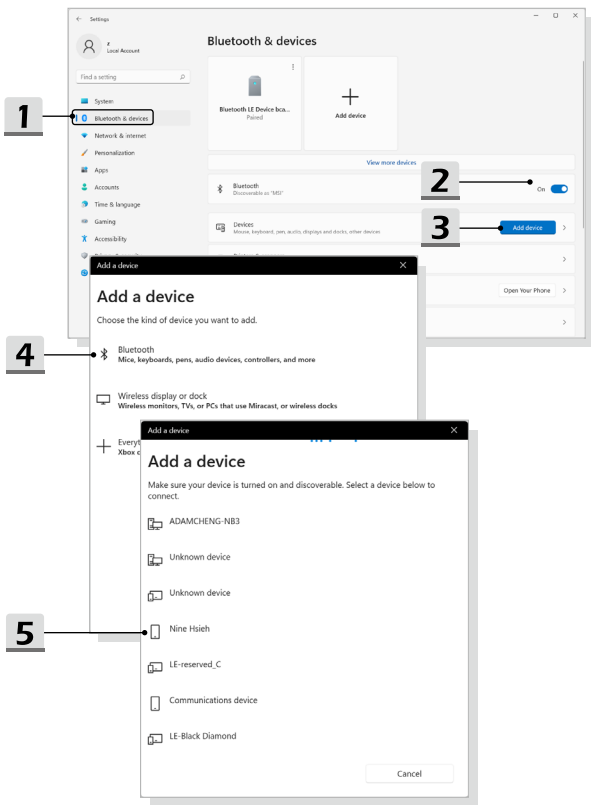 Settings
z
Local Account
Find a setting
System
Bluetooth & devices
Network & internet
Personalization
Apps
Accounts
Time & language
Gaming
Accessibility
Bluetooth & devices
Bluetooth LE Device bca...
Paired
Add device
View more devices
Bluetooth
Discoverable as "MSI"
On
Devices
Mouse, keyboard, pen, audio, displays and docks, other devices
Add device
Open Your Phone
1
2
3
4
5
Add a device
Add a device
Choose the kind of device you want to add.
Bluetooth
Mice, keyboards, pens, audio devices, controllers, and more
Wireless display or dock
Wireless monitors, TVs, or PCs that use Miracast, or wireless docks
Everyt
Xbox c
Add a device
Add a device
Make sure your device is turned on and discoverable. Select a device below to
connect.
ADAMCHENG-NB3
Unknown device
Unknown device
Nine Hsieh
LE-reserved_C
Communications device
LE-Black Diamond
Cancel